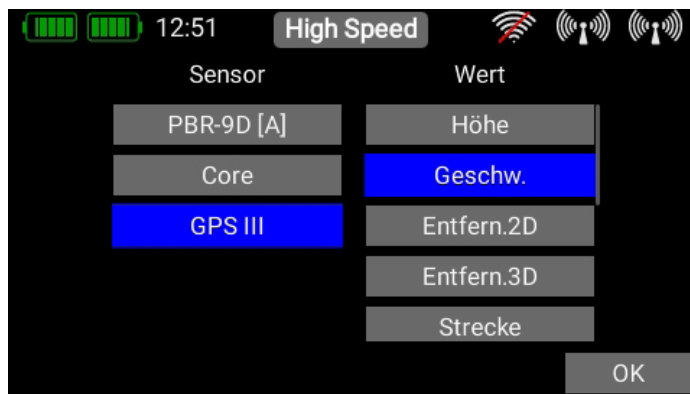 12:51 High Speed
Sensor Wert
PBR-9D [A] Höhe
Core Geschw.
GPS III Entfern.2D
Entfern.3D
Strecke
OK